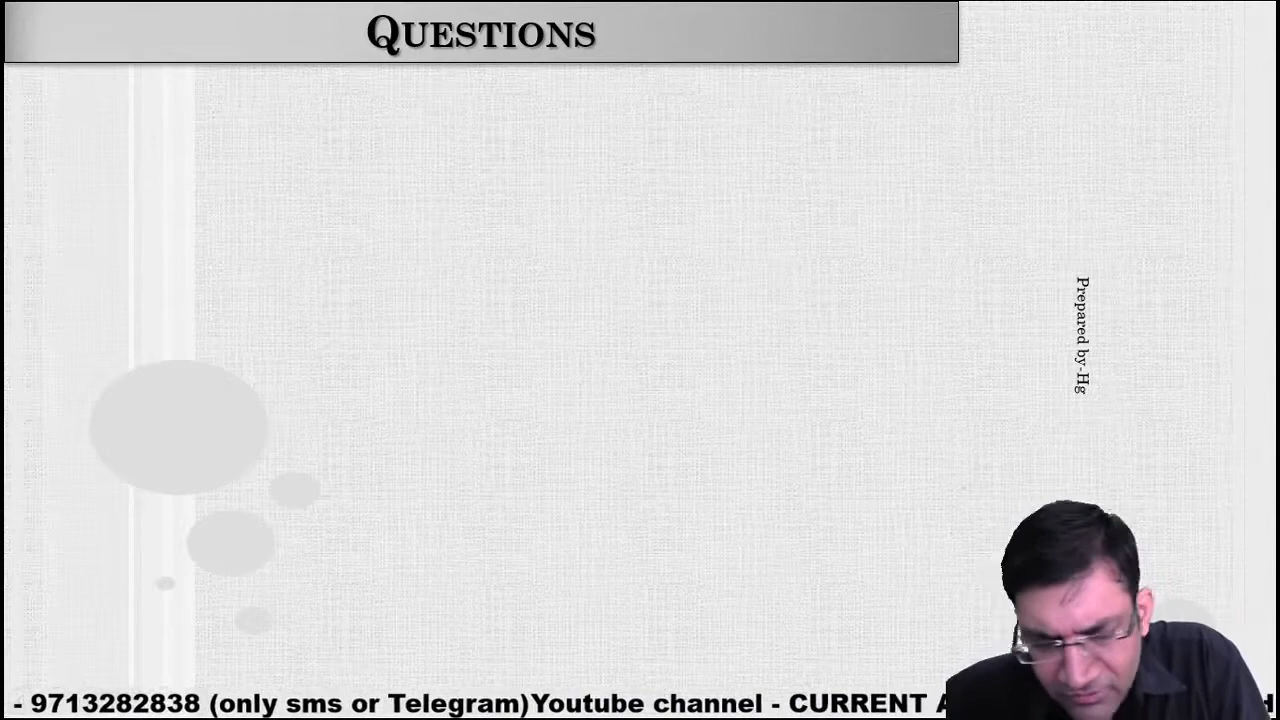 QUESTIONS
Prepared by-Hg
- 9713282838 (only sms or Telegram)Youtube channel - CURRENT